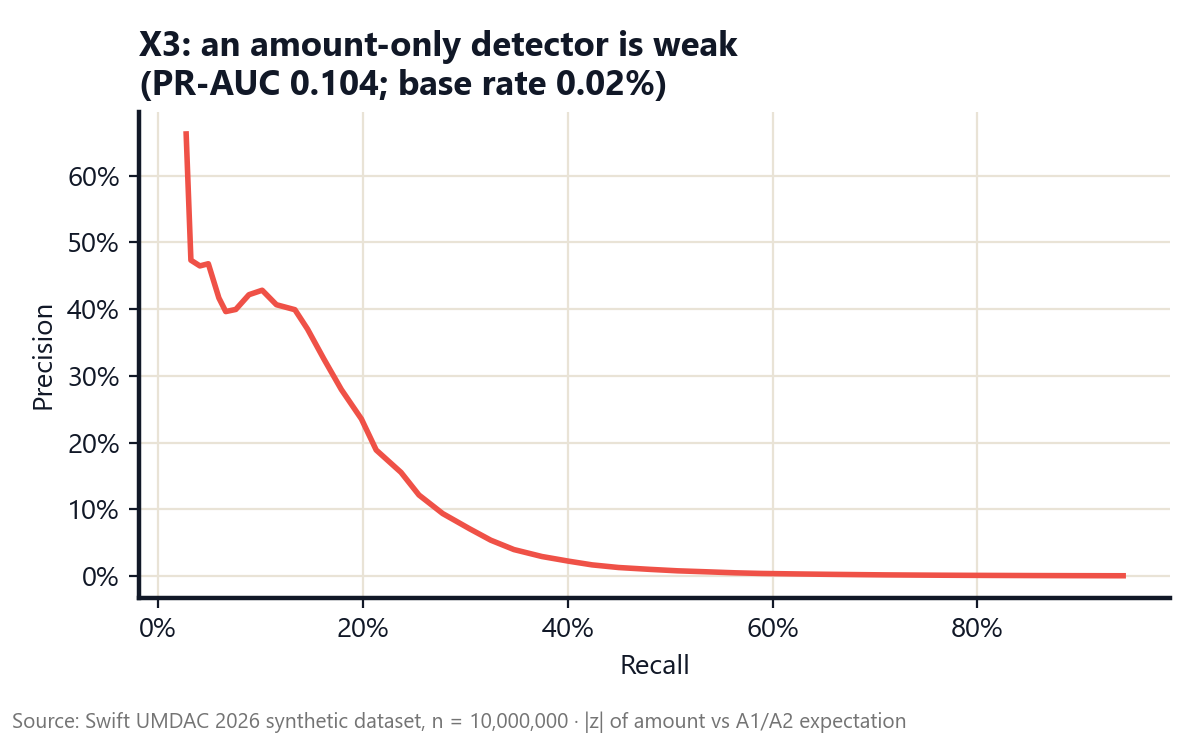 X3: an amount-only detector is weak
(PR-AUC 0.104; base rate 0.02%)
60%
50%
40%
30%
20%
10%
0%
Precision
0%
20%
40%
60%
80%
Recall
Source: Swift UMDAC 2026 synthetic dataset, n = 10,000,000 · |z| of amount vs A1/A2 expectation